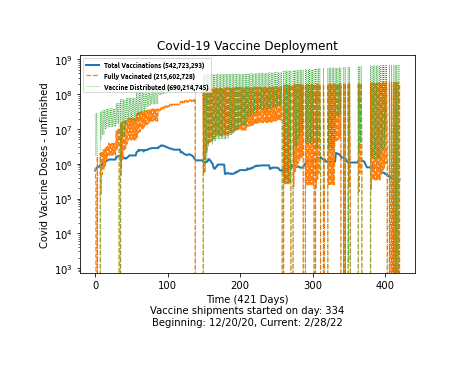 Covid-19 Vaccine Deployment
Total Vaccinations (542,723,293)
Fully Vacinated (215,602,728)
Vaccine Distributed (690,214,745)
Covid Vaccine Doses - unfinished
10⁹
10⁸
10⁷
10⁶
10⁵
10⁴
10³
0
100
200
300
400
Time (421 Days)
Vaccine shipments started on day: 334
Beginning: 12/20/20, Current: 2/28/22